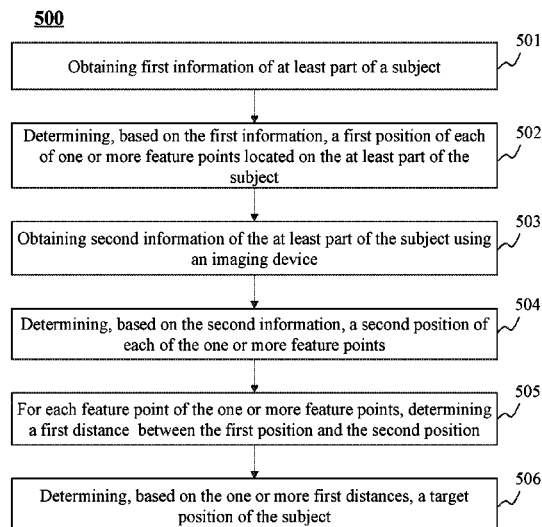 500
501
Obtaining first information of at least part of a subject
502
Determining, based on the first information, a first position of each
of one or more feature points located on the at least part of the
subject
503
Obtaining second information of the at least part of the subject using
an imaging device
504
Determining, based on the second information, a second position of
each of the one or more feature points
505
For each feature point of the one or more feature points, determining
a first distance between the first position and the second position
506
Determining, based on the one or more first distances, a target
position of the subject